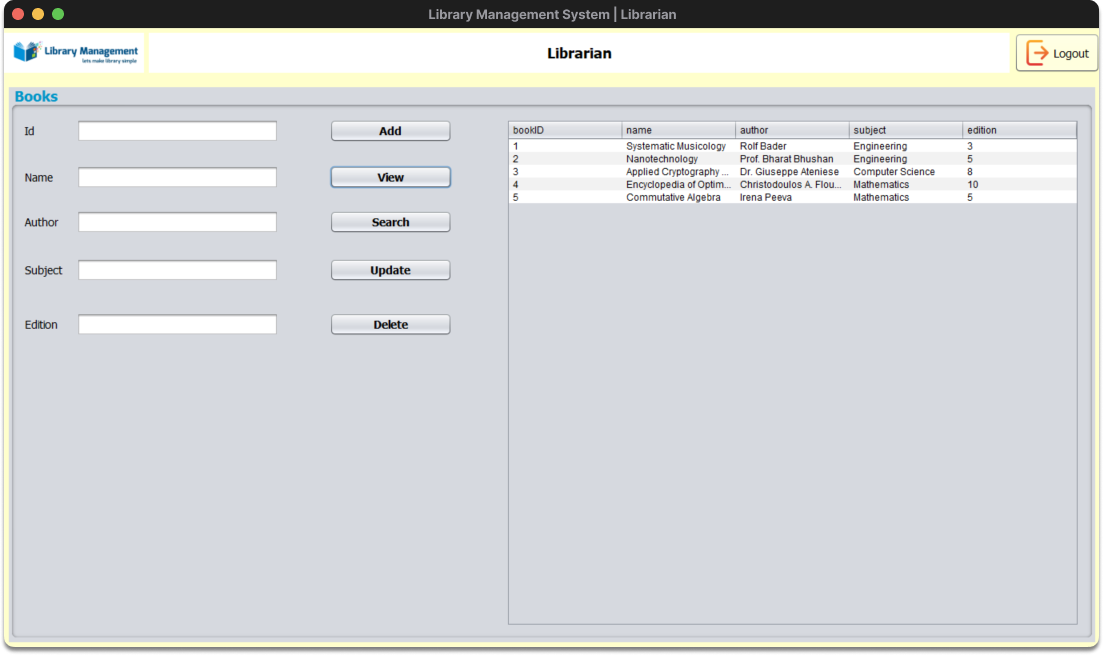 Library Management System | Librarian
Library Management
lets make library simple
Librarian
Logout
Books
Id
Add
Name
View
Author
Search
Subject
Update
Edition
Delete
bookID name author subject edition
1 Systematic Musicology Rolf Bader Engineering 3
2 Nanotechnology Prof. Bharat Bhushan Engineering 5
3 Applied Cryptography ... Dr. Giuseppe Ateniese Computer Science 8
4 Encyclopedia of Optim... Christodoulos A. Flou... Mathematics 10
5 Commutative Algebra Irena Peeva Mathematics 5